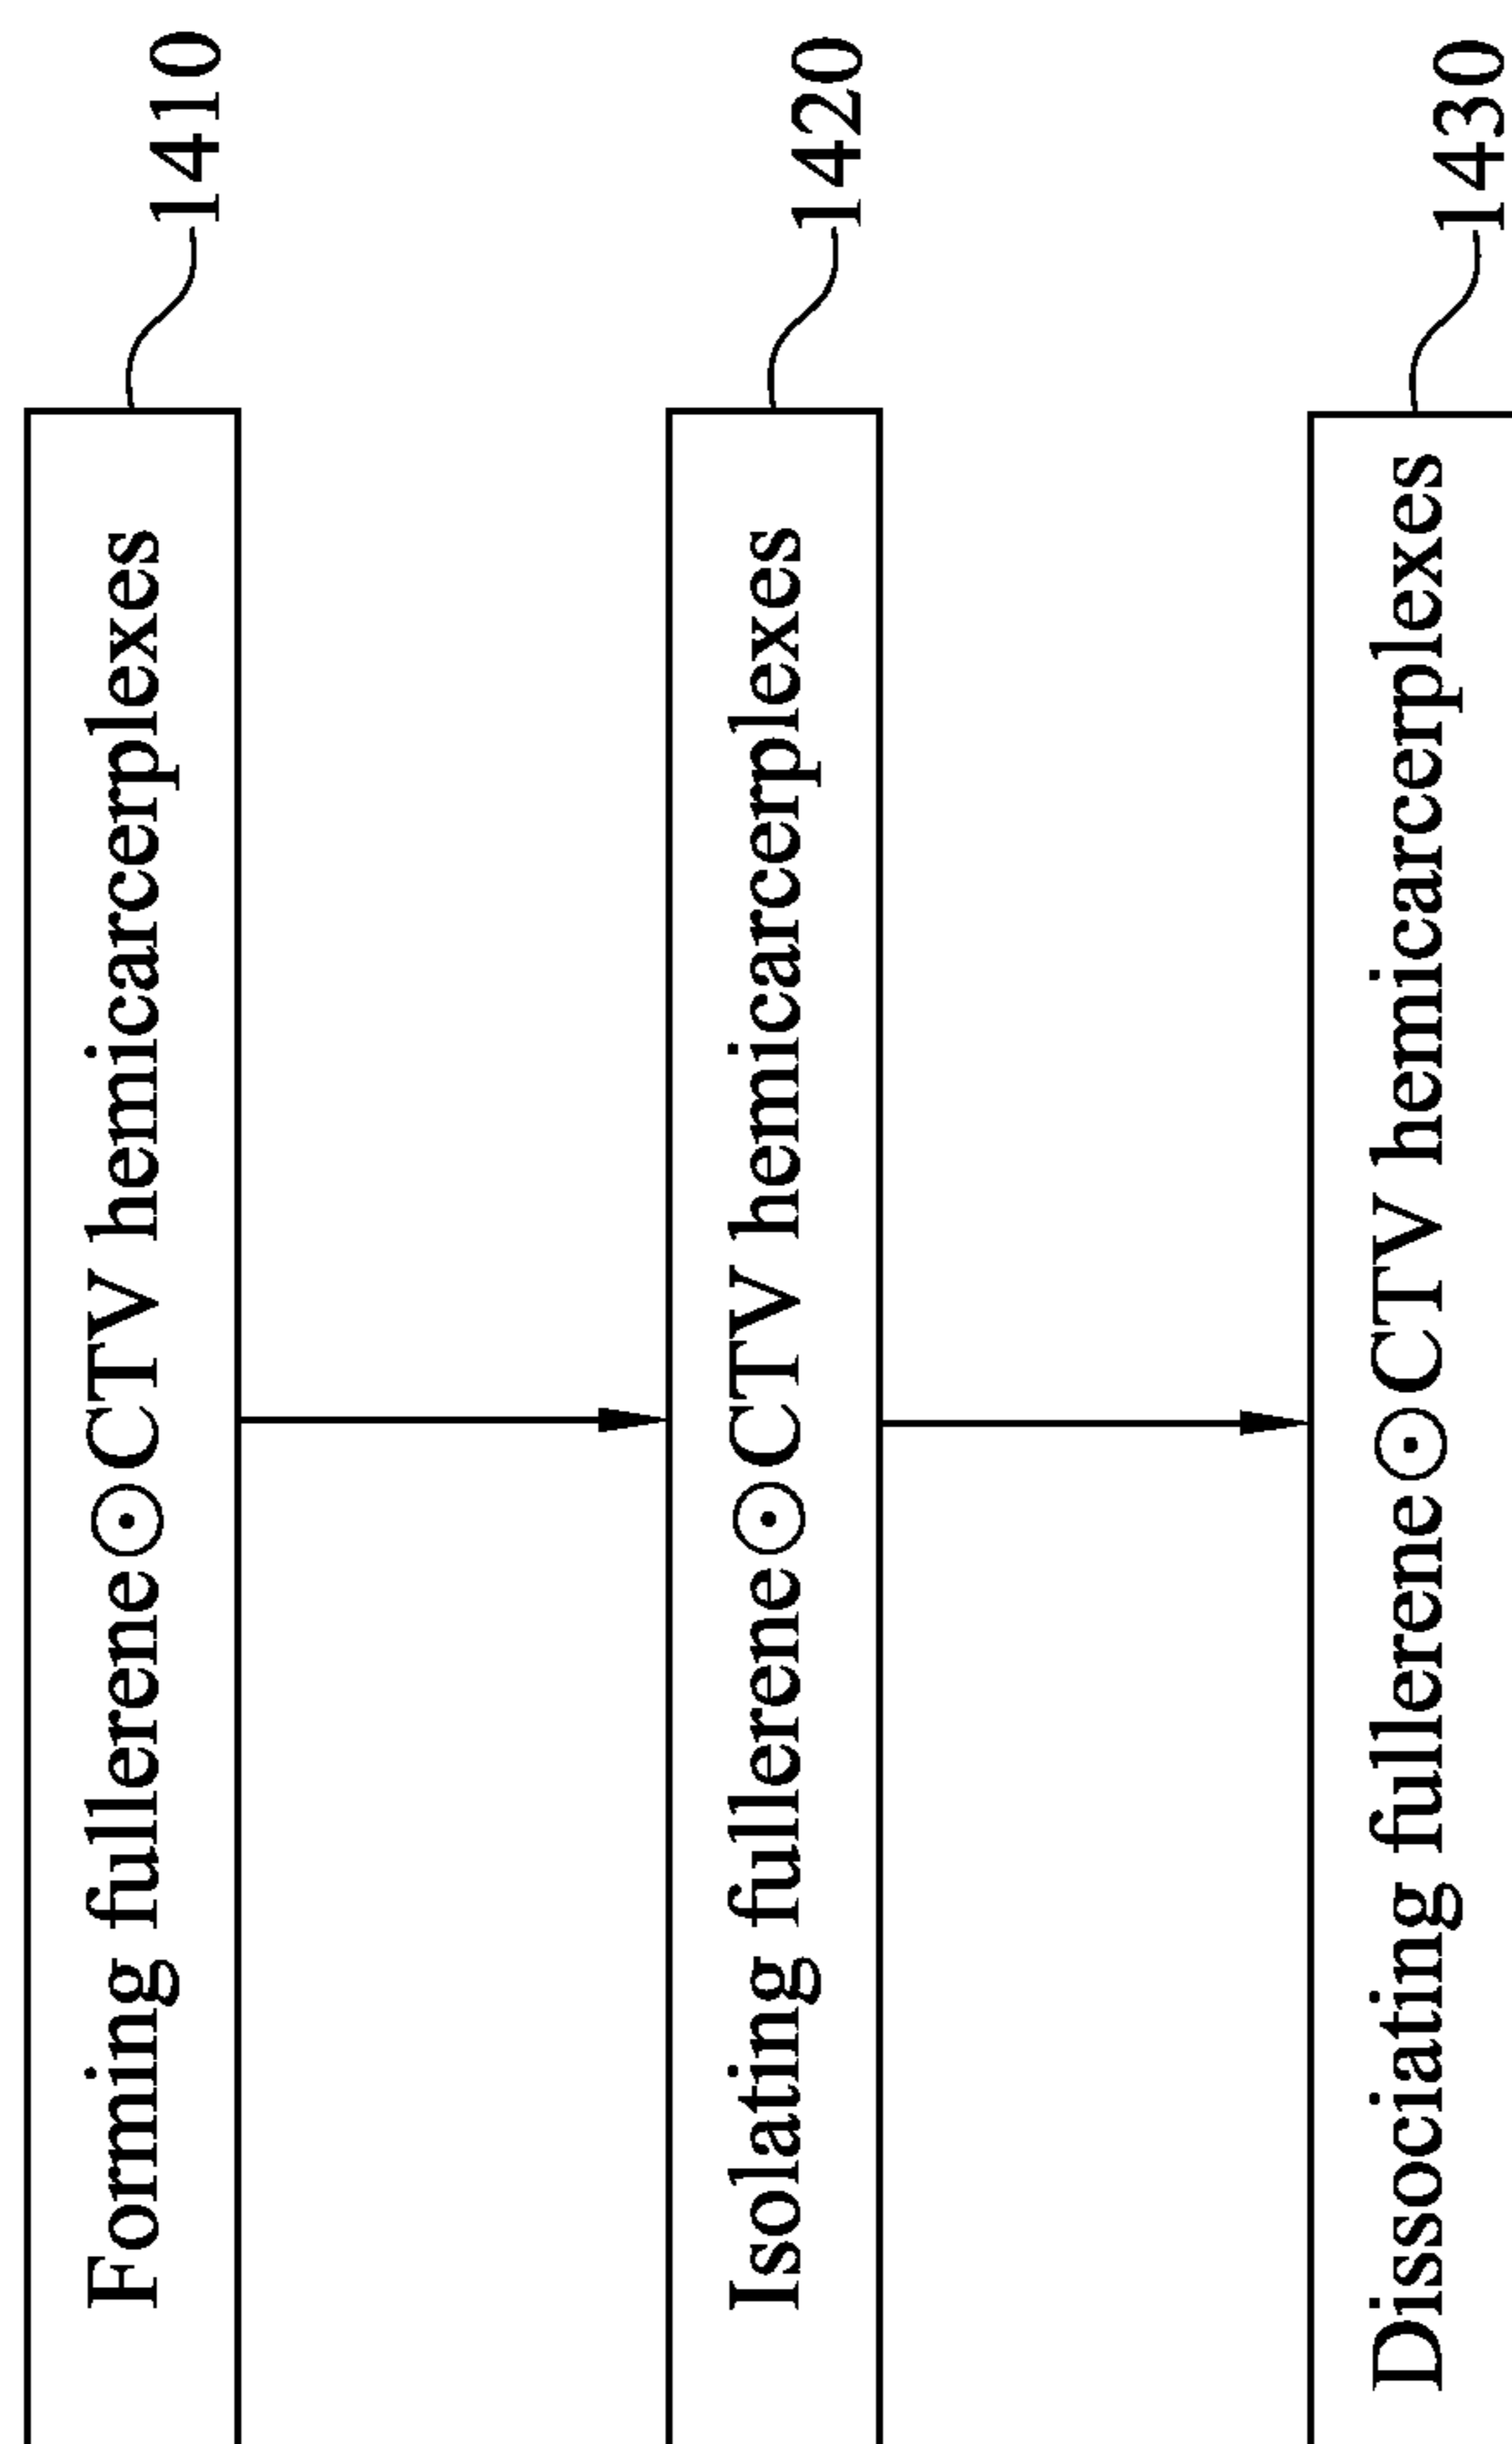 Forming fullerene⊙CTV hemicarcerplexes
1410
Isolating fullerene⊙CTV hemicarcerplexes
1420
Dissociating fullerene⊙CTV hemicarcerplexes
1430